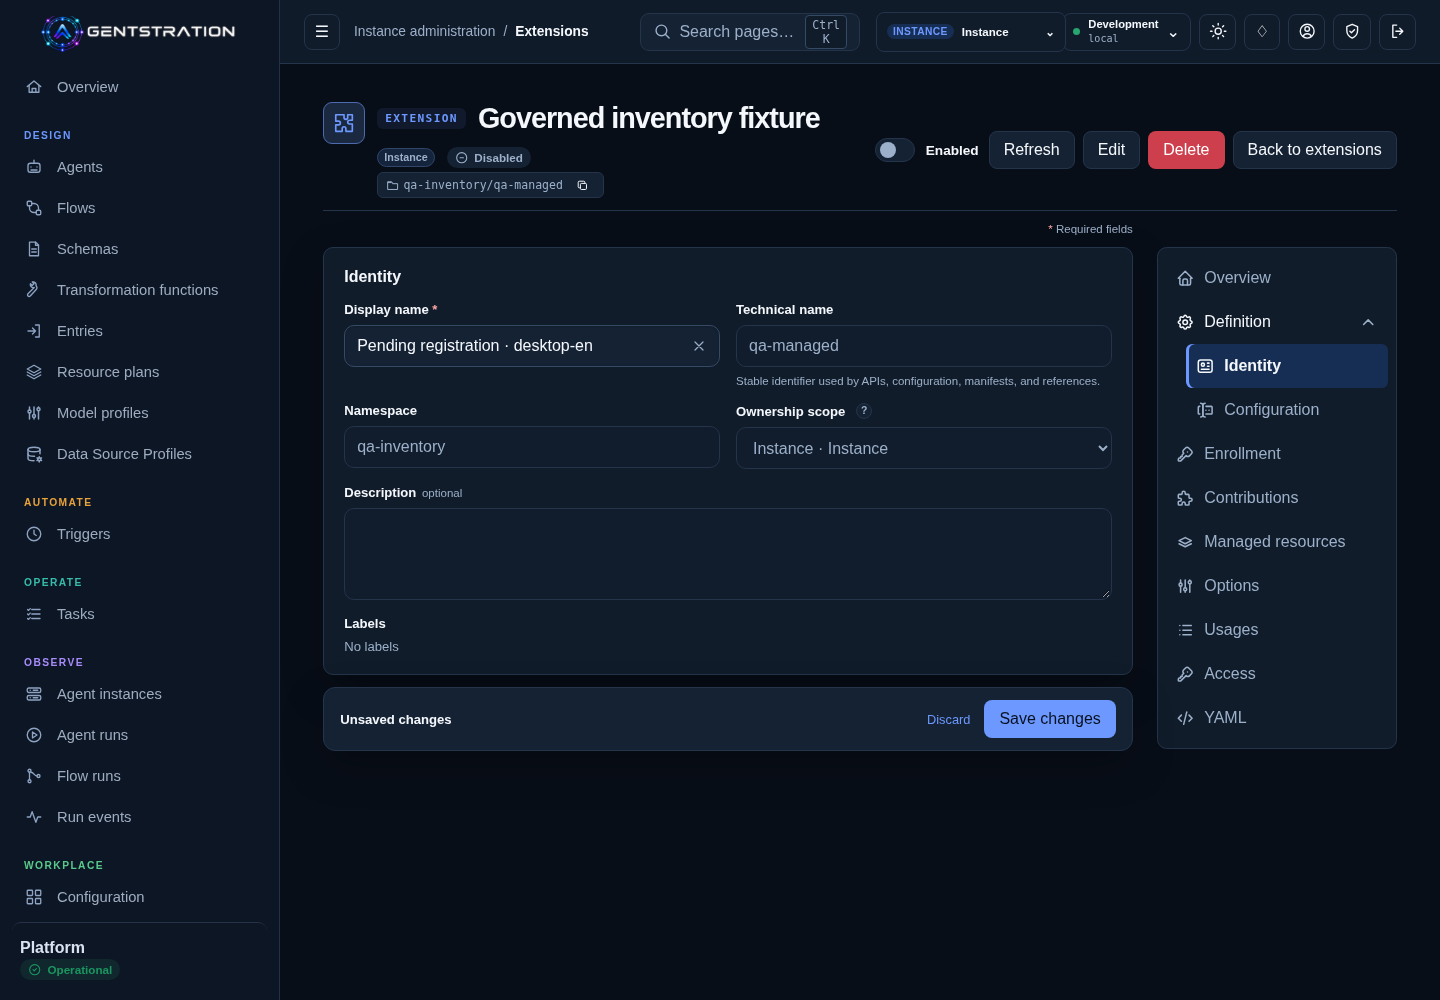 GENTSTRATION
Overview
DESIGN
Agents
Flows
Schemas
Transformation functions
Entries
Resource plans
Model profiles
Data Source Profiles
AUTOMATE
Triggers
OPERATE
Tasks
OBSERVE
Agent instances
Agent runs
Flow runs
Run events
WORKPLACE
Configuration
Platform
Operational
☰
Instance administration / Extensions
Search pages…
Ctrl
K
INSTANCE Instance
Development
local
EXTENSION Governed inventory fixture
Instance
Disabled
qa-inventory/qa-managed
Enabled
Refresh
Edit
Delete
Back to extensions
* Required fields
Identity
Display name *
Pending registration · desktop-en
Technical name
qa-managed
Stable identifier used by APIs, configuration, manifests, and references.
Namespace
qa-inventory
Ownership scope ?
Instance · Instance
Description optional
Labels
No labels
Unsaved changes
Discard
Save changes
Overview
Definition
Identity
Configuration
Enrollment
Contributions
Managed resources
Options
Usages
Access
YAML